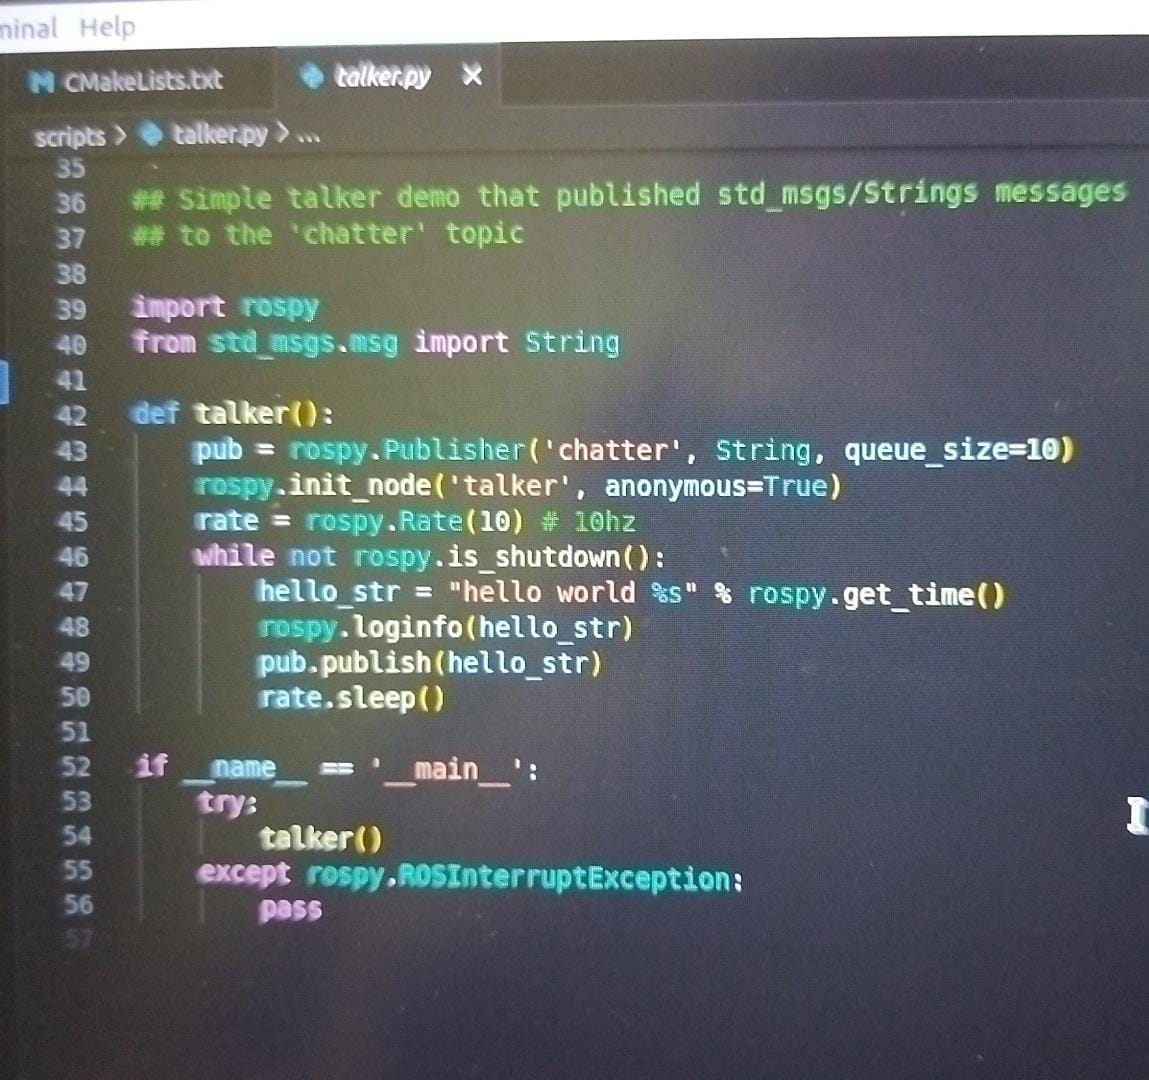 Help
CMakeLists.txt talker.py ×
scripts > talker.py > ...
35
36 ## Simple talker demo that published std_msgs/Strings messages
37 ## to the 'chatter' topic
38
39 import rospy
40 from std_msgs.msg import String
41
42 def talker():
43     pub = rospy.Publisher('chatter', String, queue_size=10)
44     rospy.init_node('talker', anonymous=True)
45     rate = rospy.Rate(10) # 10hz
46     while not rospy.is_shutdown():
47         hello_str = "hello world %s" % rospy.get_time()
48         rospy.loginfo(hello_str)
49         pub.publish(hello_str)
50         rate.sleep()
51
52 if __name__ == '__main__':
53     try:
54         talker()
55     except rospy.ROSInterruptException:
56         pass
57